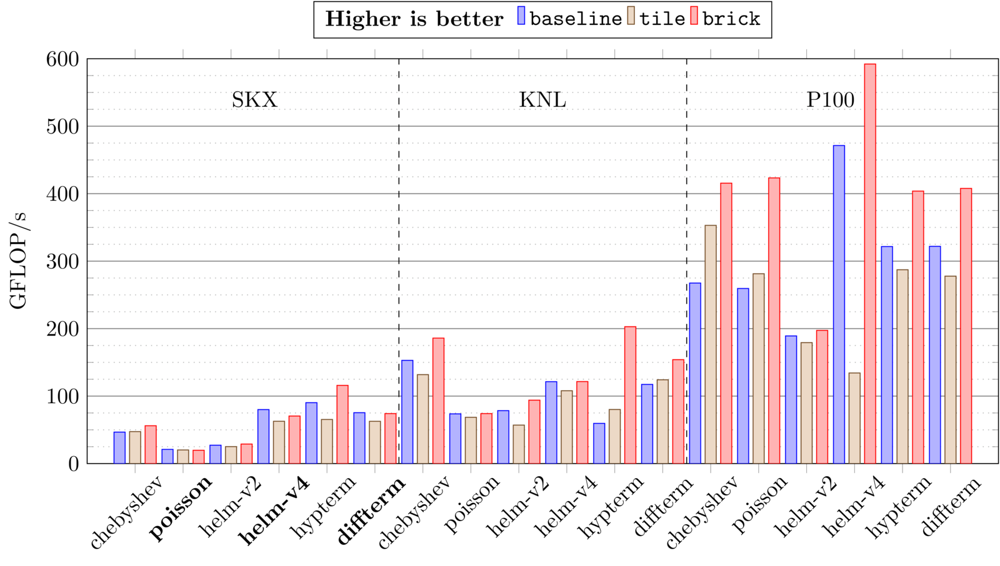 Higher is better baseline tile brick
600
500
400
300
200
100
0
GFLOP/s
SKX
KNL
P100
chebyshev
poisson
helm-v2
helm-v4
hypterm
diffterm
chebyshev
poisson
helm-v2
helm-v4
hypterm
diffterm
chebyshev
poisson
helm-v2
helm-v4
hypterm
diffterm